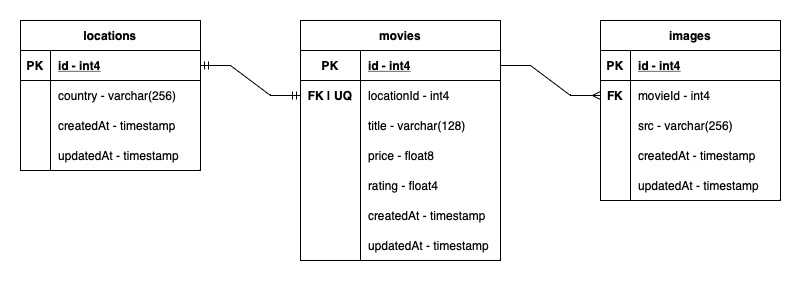 locations
PK id - int4
country - varchar(256)
createdAt - timestamp
updatedAt - timestamp
movies
PK id - int4
FK | UQ locationId - int4
title - varchar(128)
price - float8
rating - float4
createdAt - timestamp
updatedAt - timestamp
images
PK id - int4
FK movieId - int4
src - varchar(256)
createdAt - timestamp
updatedAt - timestamp